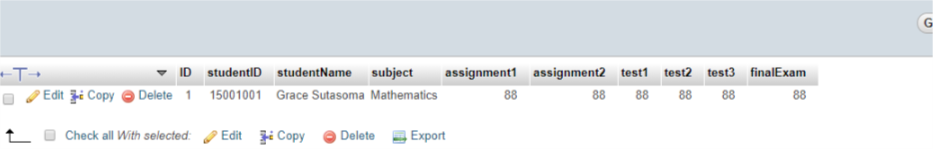 G
ID studentID studentName subject assignment1 assignment2 test1 test2 test3 finalExam
Edit Copy Delete 1 15001001 Grace Sutasoma Mathematics 88 88 88 88 88 88
Check all With selected: Edit Copy Delete Export